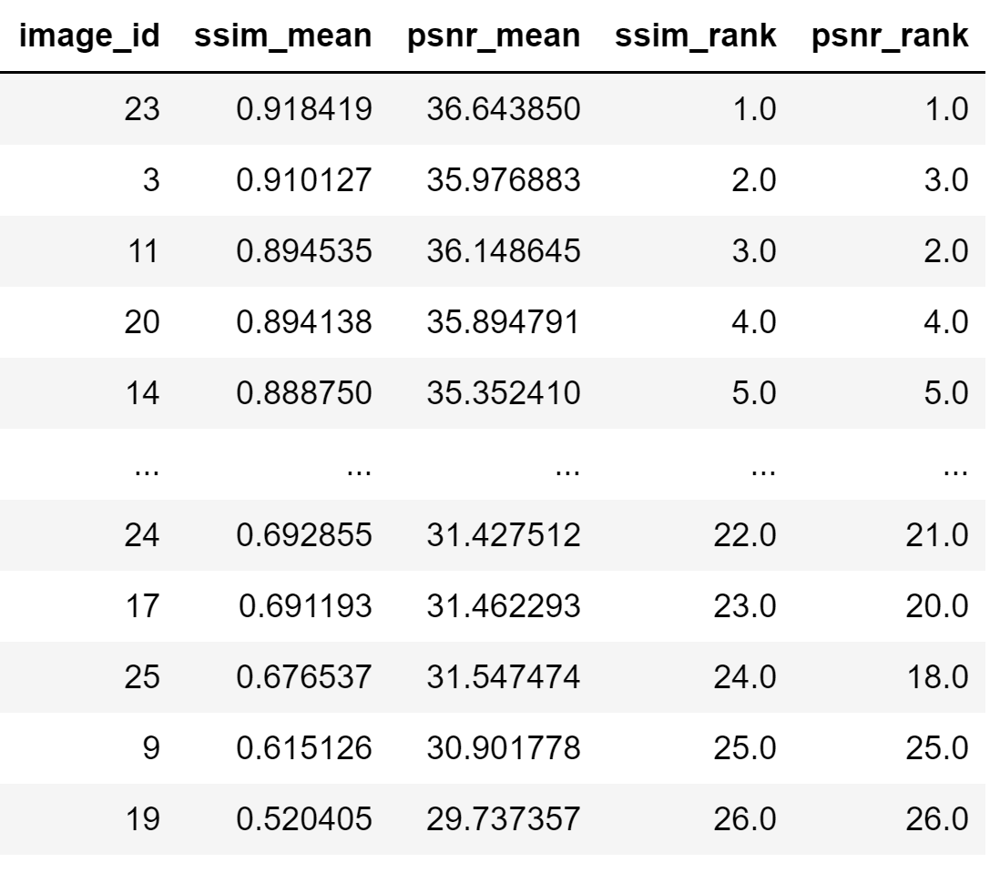 image_id ssim_mean psnr_mean ssim_rank psnr_rank
23 0.918419 36.643850 1.0 1.0
3 0.910127 35.976883 2.0 3.0
11 0.894535 36.148645 3.0 2.0
20 0.894138 35.894791 4.0 4.0
14 0.888750 35.352410 5.0 5.0
... ... ... ... ...
24 0.692855 31.427512 22.0 21.0
17 0.691193 31.462293 23.0 20.0
25 0.676537 31.547474 24.0 18.0
9 0.615126 30.901778 25.0 25.0
19 0.520405 29.737357 26.0 26.0